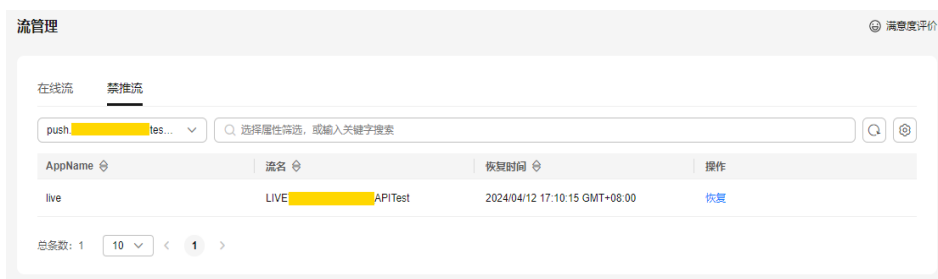 流管理
满意度评价
在线流 禁推流
push. tes...
选择属性筛选，或输入关键字搜索
AppName 流名 恢复时间 操作
live LIVE APITest 2024/04/12 17:10:15 GMT+08:00 恢复
总条数: 1 10 < 1 >